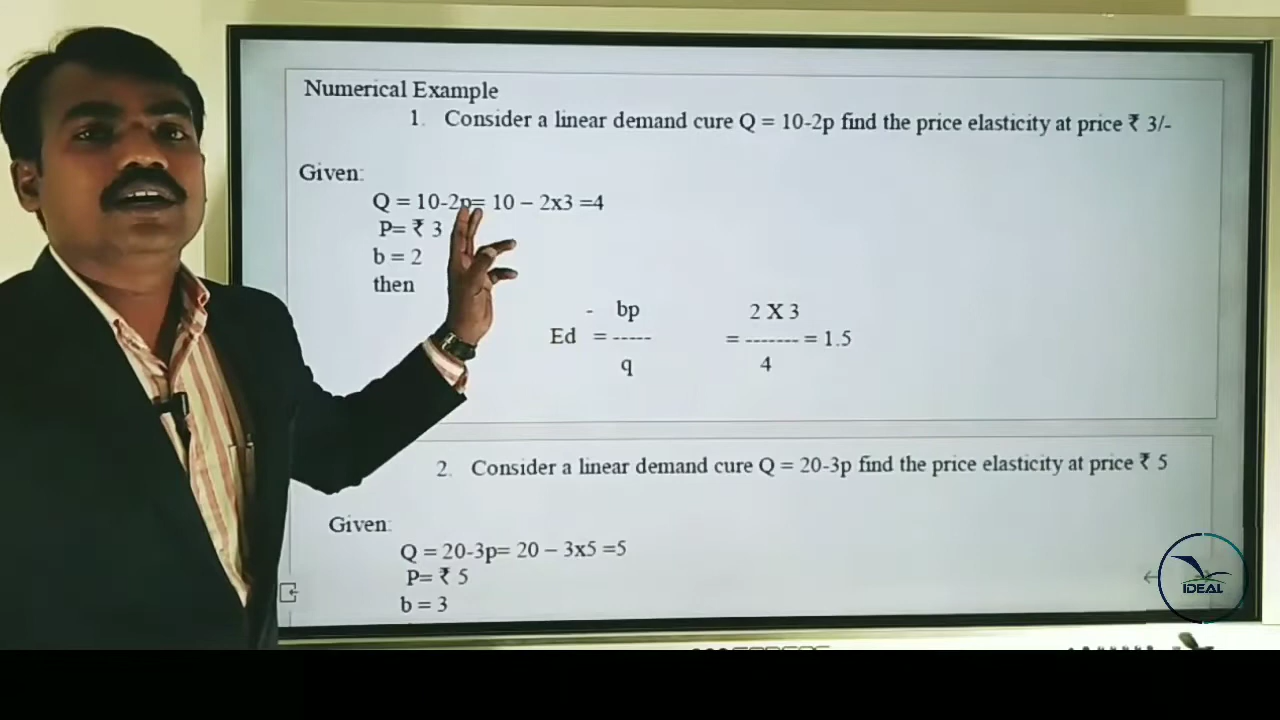 Numerical Example
1. Consider a linear demand cure Q = 10-2p find the price elasticity at price ₹ 3/-
Given:
Q = 10-2p= 10 – 2x3 =4
P= ₹ 3
b = 2
then
- bp 2 X 3
Ed = ----- = ------- = 1.5
q 4
2. Consider a linear demand cure Q = 20-3p find the price elasticity at price ₹ 5
Given:
Q = 20-3p= 20 – 3x5 =5
P= ₹ 5
b = 3
IDEAL